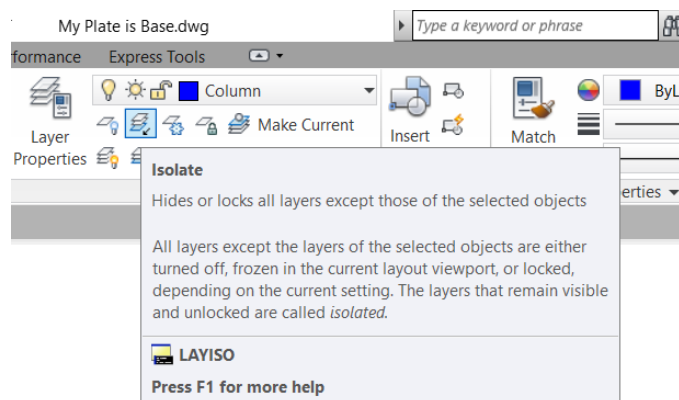 My Plate is Base.dwg
Type a keyword or phrase
rformance Express Tools
Column
ByL
Make Current
Layer
Properties
Insert
Match
erties
Isolate
Hides or locks all layers except those of the selected objects
All layers except the layers of the selected objects are either
turned off, frozen in the current layout viewport, or locked,
depending on the current setting. The layers that remain visible
and unlocked are called isolated.
LAYISO
Press F1 for more help